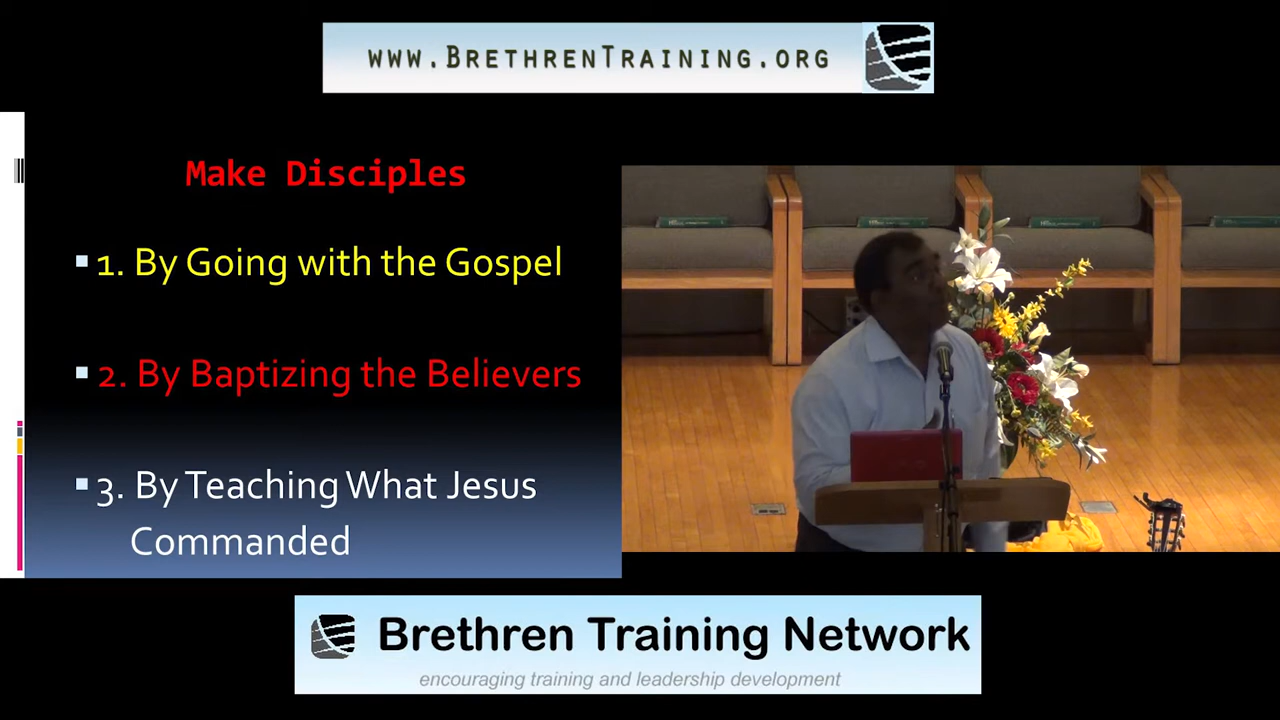 www.BrethrenTraining.org
Make Disciples
1. By Going with the Gospel
2. By Baptizing the Believers
3. By Teaching What Jesus
Commanded
Brethren Training Network
encouraging training and leadership development